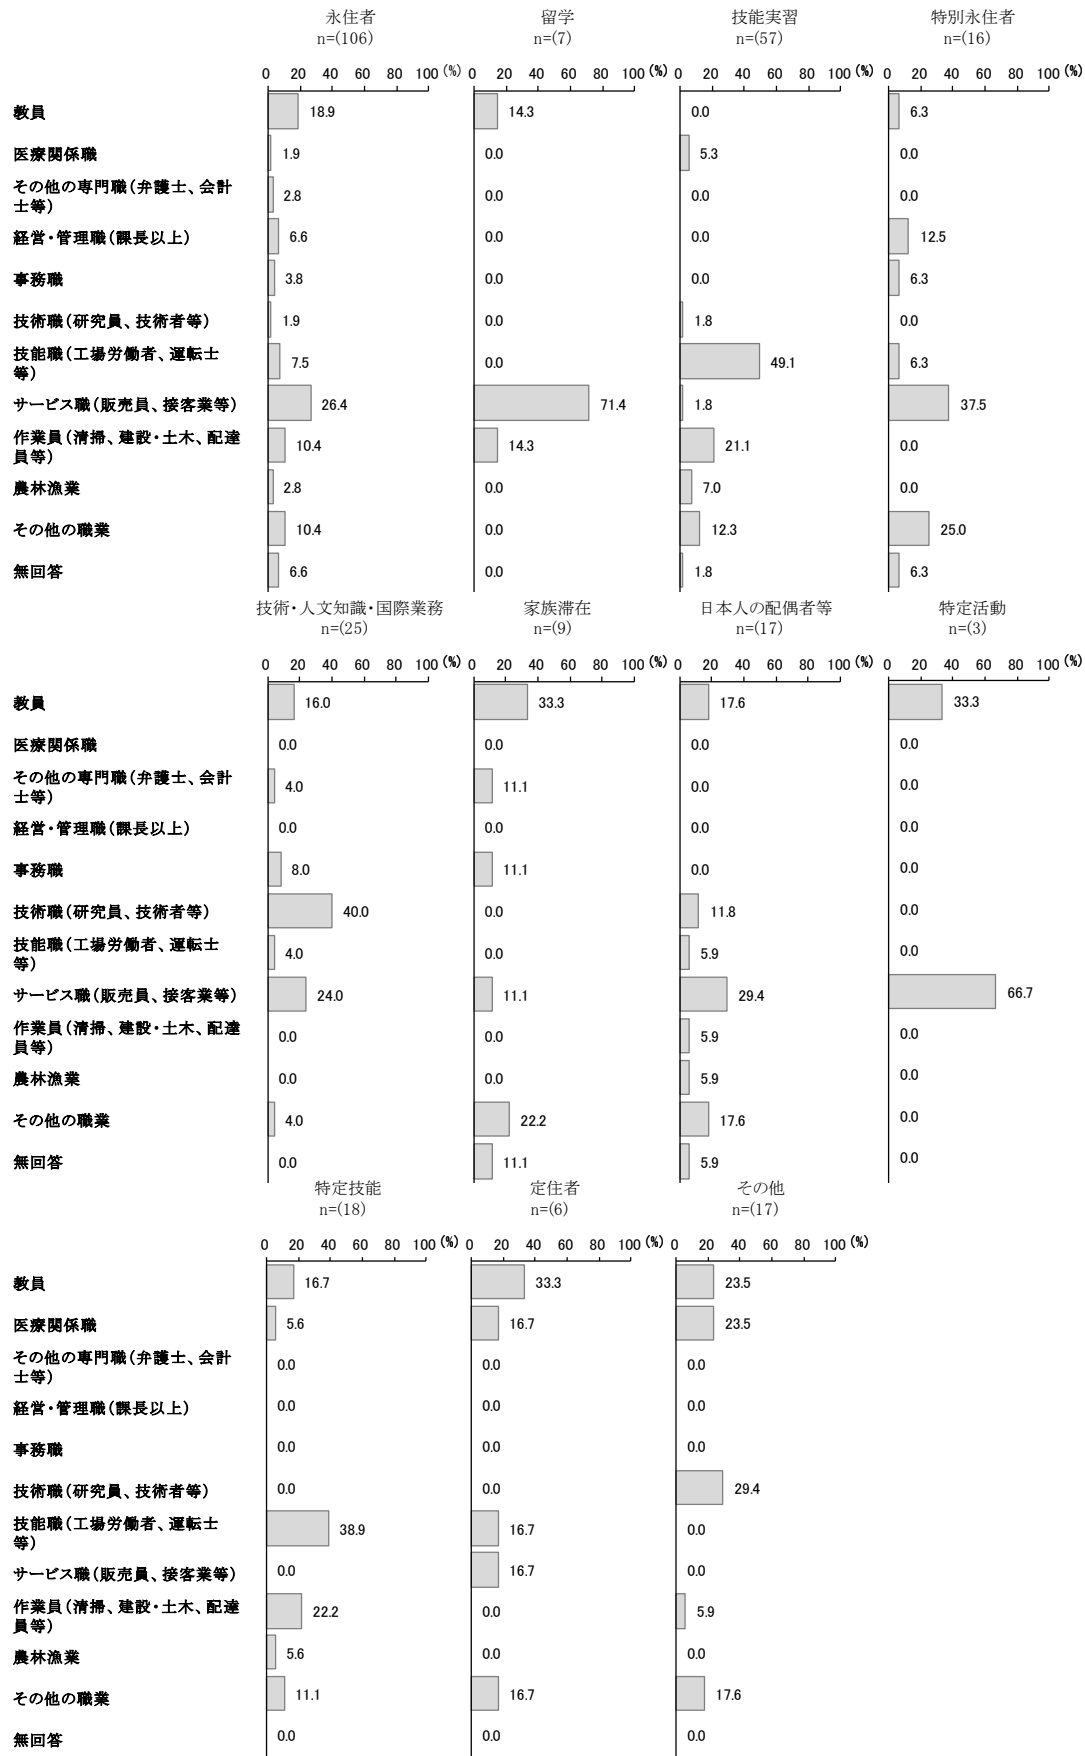 永住者 留学 技能実習 特別永住者
n=(106) n=(7) n=(57) n=(16)
0 20 40 60 80 100 (%) 0 20 40 60 80 100 (%) 0 20 40 60 80 100 (%) 0 20 40 60 80 100 (%)
教員 18.9 14.3 0.0 6.3
医療関係職 1.9 0.0 5.3 0.0
その他の専門職(弁護士、会計
士等) 2.8 0.0 0.0 0.0
経営・管理職(課長以上) 6.6 0.0 0.0 12.5
事務職 3.8 0.0 0.0 6.3
技術職(研究員、技術者等) 1.9 0.0 1.8 0.0
技能職(工場労働者、運転士
等) 7.5 0.0 49.1 6.3
サービス職(販売員、接客業等) 26.4 71.4 1.8 37.5
作業員(清掃、建設・土木、配達
員等) 10.4 14.3 21.1 0.0
農林漁業 2.8 0.0 7.0 0.0
その他の職業 10.4 0.0 12.3 25.0
無回答 6.6 0.0 1.8 6.3
技術・人文知識・国際業務 家族滞在 日本人の配偶者等 特定活動
n=(25) n=(9) n=(17) n=(3)
0 20 40 60 80 100 (%) 0 20 40 60 80 100 (%) 0 20 40 60 80 100 (%) 0 20 40 60 80 100 (%)
教員 16.0 33.3 17.6 33.3
医療関係職 0.0 0.0 0.0 0.0
その他の専門職(弁護士、会計
士等) 4.0 11.1 0.0 0.0
経営・管理職(課長以上) 0.0 0.0 0.0 0.0
事務職 8.0 11.1 0.0 0.0
技術職(研究員、技術者等) 40.0 0.0 11.8 0.0
技能職(工場労働者、運転士
等) 4.0 0.0 5.9 0.0
サービス職(販売員、接客業等) 24.0 11.1 29.4 66.7
作業員(清掃、建設・土木、配達
員等) 0.0 0.0 5.9 0.0
農林漁業 0.0 0.0 5.9 0.0
その他の職業 4.0 22.2 17.6 0.0
無回答 0.0 11.1 5.9 0.0
特定技能 定住者 その他
n=(18) n=(6) n=(17)
0 20 40 60 80 100 (%) 0 20 40 60 80 100 (%) 0 20 40 60 80 100 (%)
教員 16.7 33.3 23.5
医療関係職 5.6 16.7 23.5
その他の専門職(弁護士、会計
士等) 0.0 0.0 0.0
経営・管理職(課長以上) 0.0 0.0 0.0
事務職 0.0 0.0 0.0
技術職(研究員、技術者等) 0.0 0.0 29.4
技能職(工場労働者、運転士
等) 38.9 16.7 0.0
サービス職(販売員、接客業等) 0.0 16.7 0.0
作業員(清掃、建設・土木、配達
員等) 22.2 0.0 5.9
農林漁業 5.6 0.0 0.0
その他の職業 11.1 16.7 17.6
無回答 0.0 0.0 0.0